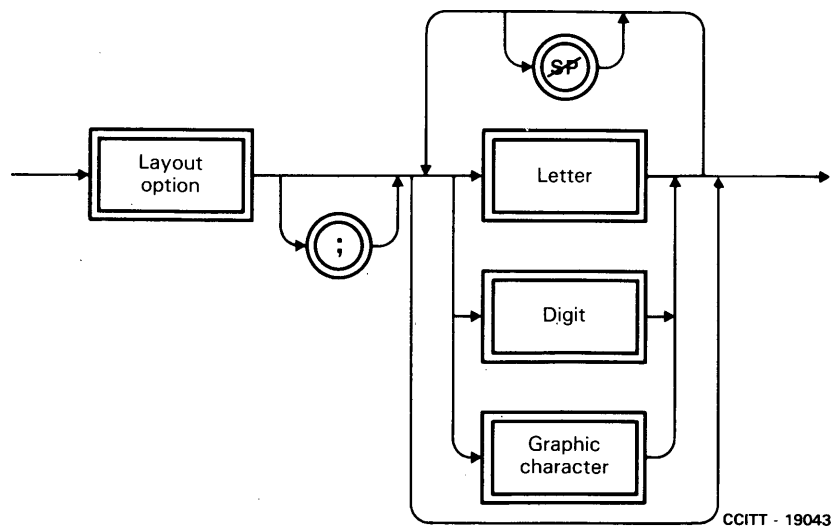 SP
Layout
option
Letter
;
Digit
Graphic
character
CCITT - 19043